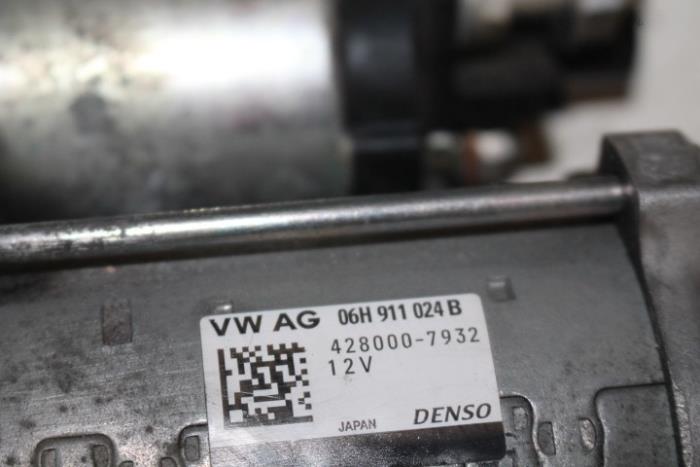 VW AG 06H 911 024 B
428000-7932
12V
JAPAN DENSO